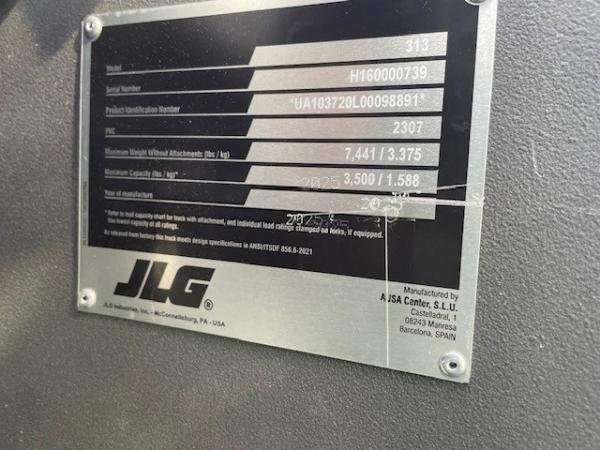 Model 313
Serial Number H160000739
Product Identification Number *UA103720L00098891*
PVC 2307
Maximum Weight Without Attachments (lbs / kg) 7,441 / 3.375
Maximum Capacity (lbs / kg)* 3,500 / 1.588
2025
Year of manufacture
2025
* Refer to load capacity chart for truck with attachment, and individual load ratings stamped on forks, if equipped.
Use lowest capacity of all ratings.
As released from factory this truck meets design specifications in ANSI/ITSDF B56.6-2021
JLG®
JLG Industries, Inc. - McConnellsburg, PA - USA
Manufactured by
AUSA Center, S.L.U.
Castelladral, 1
08243 Manresa
Barcelona, SPAIN